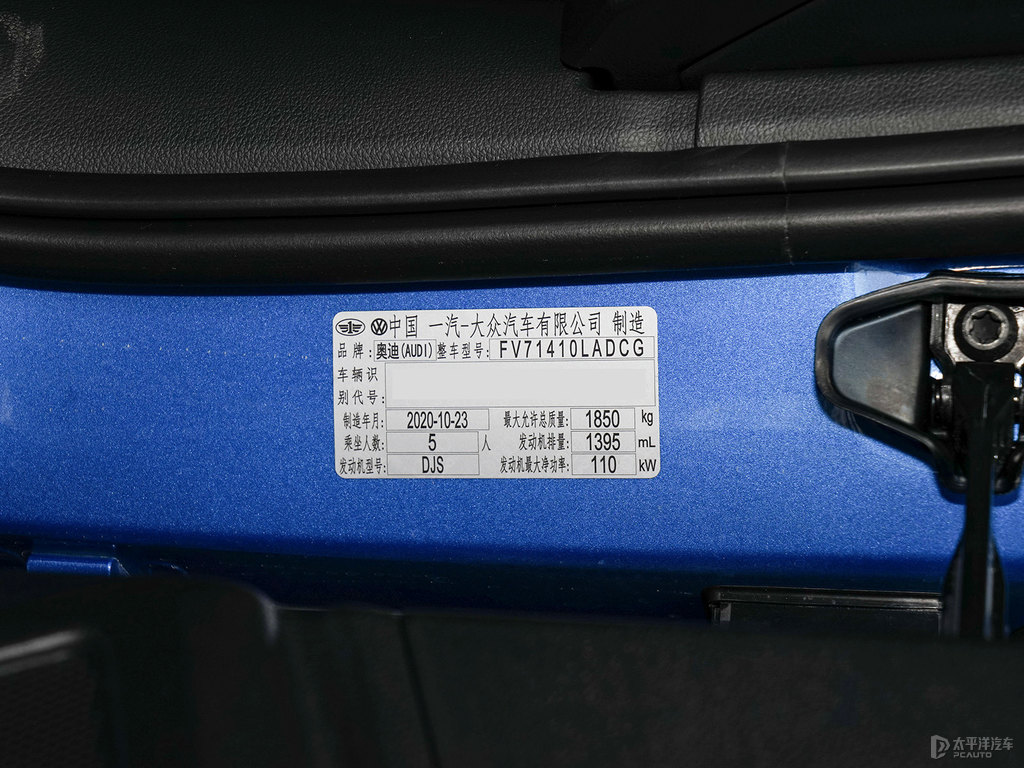 中国 一汽-大众汽车有限公司 制造
品牌: 奥迪(AUDI) 整车型号: FV71410LADCG
车辆识
别代号:
制造年月: 2020-10-23 最大允许总质量: 1850 kg
乘坐人数: 5 人 发动机排量: 1395 mL
发动机型号: DJS 发动机最大净功率: 110 kW
太平洋汽车
PCAUTO